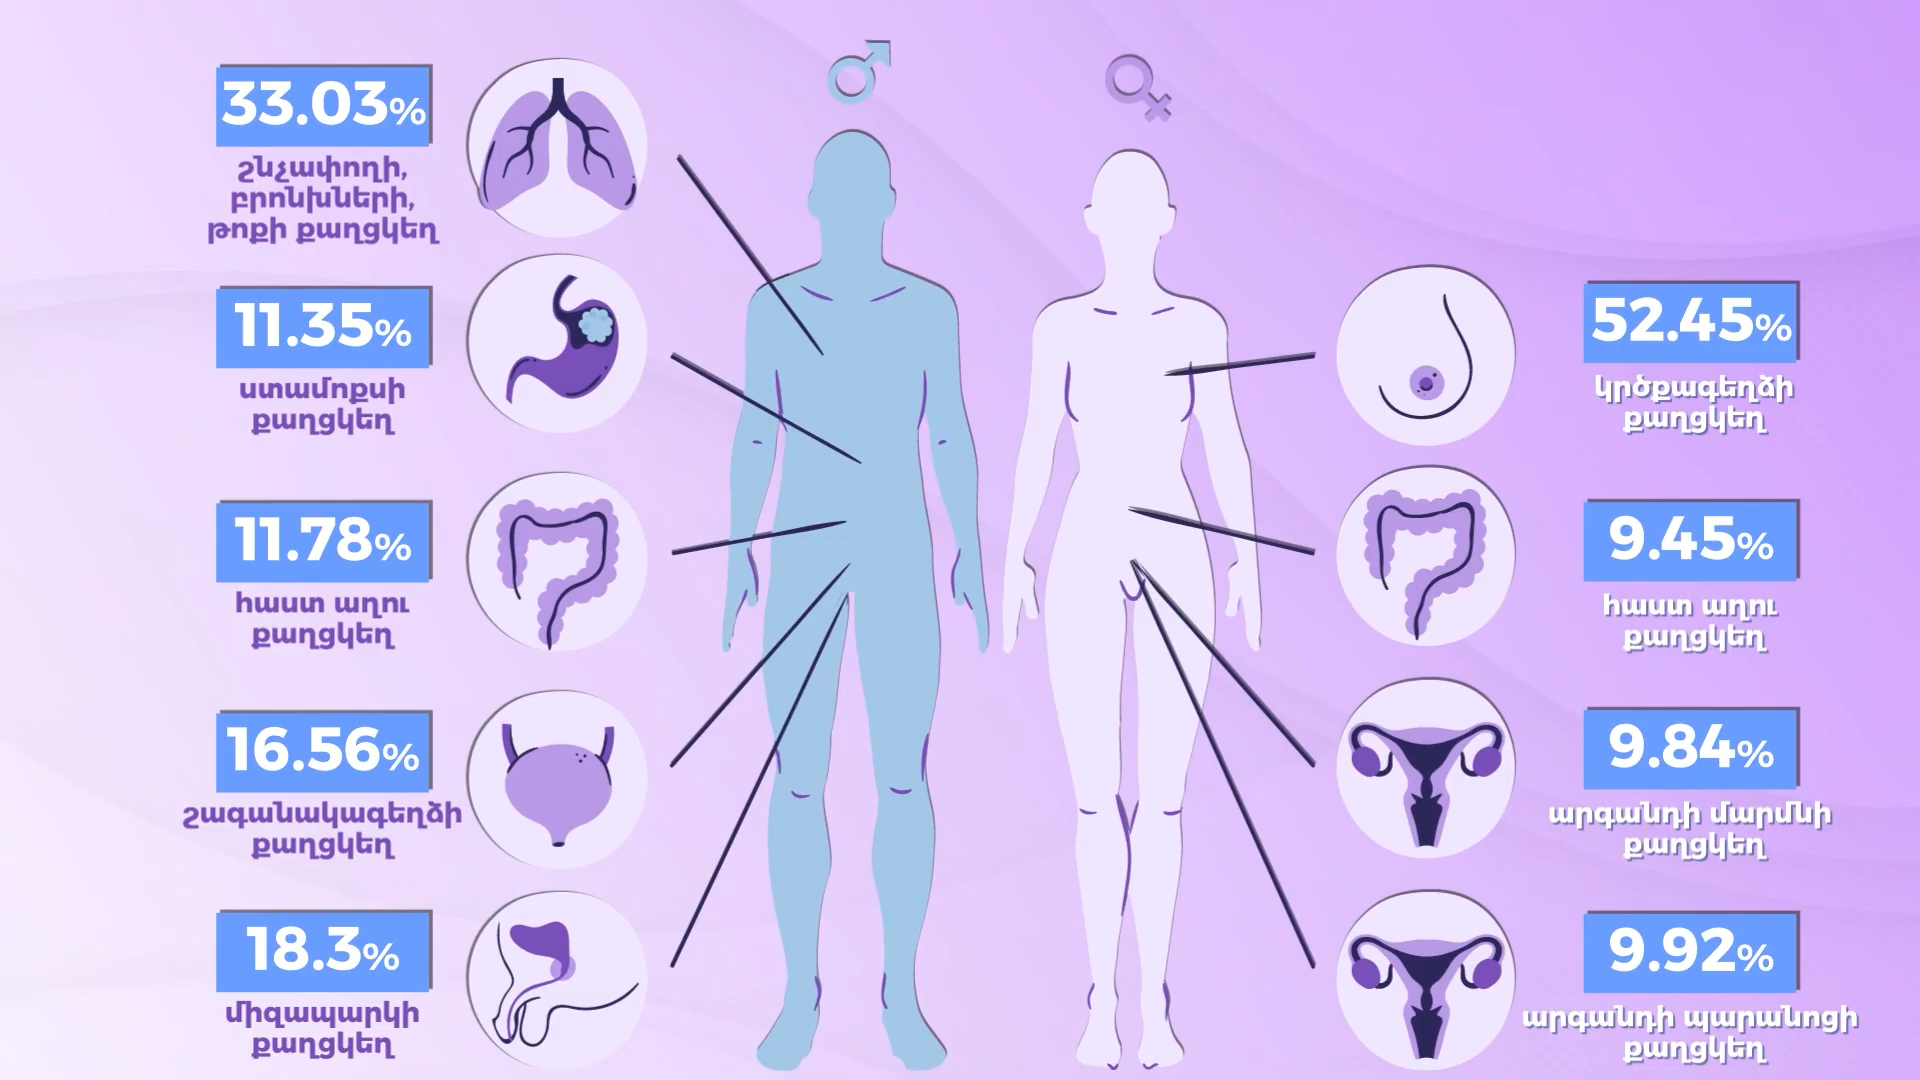 33.03%
շնչափողի,
բրոնխների,
թոքի քաղցկեղ
11.35%
ստամոքսի
քաղցկեղ
11.78%
հաստ աղու
քաղցկեղ
16.56%
շագանակագեղձի
քաղցկեղ
18.3%
միզապարկի
քաղցկեղ
52.45%
կրծքագեղձի
քաղցկեղ
9.45%
հաստ աղու
քաղցկեղ
9.84%
արգանդի մարմնի
քաղցկեղ
9.92%
արգանդի պարանոցի
քաղցկեղ